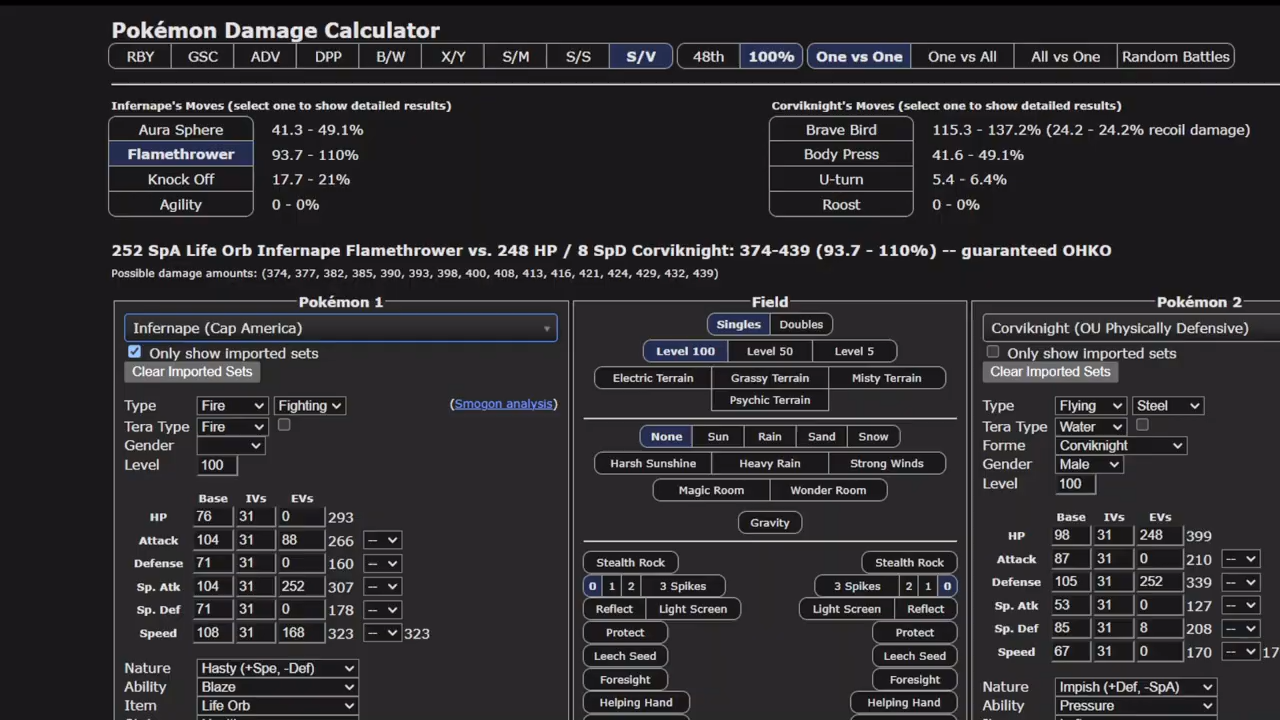 Pokémon Damage Calculator
RBY GSC ADV DPP B/W X/Y S/M S/S S/V 48th 100% One vs One One vs All All vs One Random Battles
Infernape's Moves (select one to show detailed results)
Aura Sphere 41.3 - 49.1%
Flamethrower 93.7 - 110%
Knock Off 17.7 - 21%
Agility 0 - 0%
Corviknight's Moves (select one to show detailed results)
Brave Bird 115.3 - 137.2% (24.2 - 24.2% recoil damage)
Body Press 41.6 - 49.1%
U-turn 5.4 - 6.4%
Roost 0 - 0%
252 SpA Life Orb Infernape Flamethrower vs. 248 HP / 8 SpD Corviknight: 374-439 (93.7 - 110%) -- guaranteed OHKO
Possible damage amounts: (374, 377, 382, 385, 390, 393, 398, 400, 408, 413, 416, 421, 424, 429, 432, 439)
Pokémon 1
Infernape (Cap America)
Only show imported sets
Clear Imported Sets
Type Fire Fighting (Smogon analysis)
Tera Type Fire
Gender
Level 100
Base IVs EVs
HP 76 31 0 293
Attack 104 31 88 266 --
Defense 71 31 0 160 --
Sp. Atk 104 31 252 307 --
Sp. Def 71 31 0 178 --
Speed 108 31 168 323 -- 323
Nature Hasty (+Spe, -Def)
Ability Blaze
Item Life Orb
Field
Singles Doubles
Level 100 Level 50 Level 5
Electric Terrain Grassy Terrain Misty Terrain
Psychic Terrain
None Sun Rain Sand Snow
Harsh Sunshine Heavy Rain Strong Winds
Magic Room Wonder Room
Gravity
Stealth Rock Stealth Rock
0 1 2 3 Spikes 3 Spikes 2 1 0
Reflect Light Screen Light Screen Reflect
Protect Protect
Leech Seed Leech Seed
Foresight Foresight
Helping Hand Helping Hand
Pokémon 2
Corviknight (OU Physically Defensive)
Only show imported sets
Clear Imported Sets
Type Flying Steel
Tera Type Water
Forme Corviknight
Gender Male
Level 100
Base IVs EVs
HP 98 31 248 399
Attack 87 31 0 210 --
Defense 105 31 252 339 --
Sp. Atk 53 31 0 127 --
Sp. Def 85 31 8 208 --
Speed 67 31 0 170 -- 17
Nature Impish (+Def, -SpA)
Ability Pressure